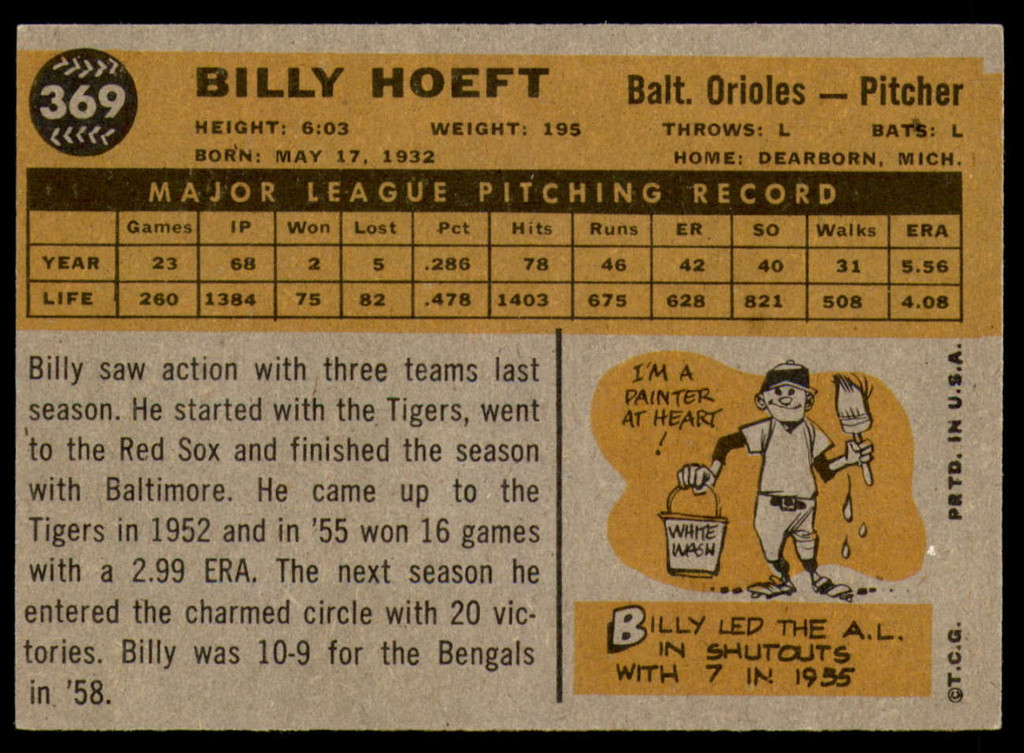 369
BILLY HOEFT
Balt. Orioles — Pitcher
HEIGHT: 6:03 WEIGHT: 195 THROWS: L BATS: L
BORN: MAY 17, 1932 HOME: DEARBORN, MICH.
MAJOR LEAGUE PITCHING RECORD
Games IP Won Lost Pct Hits Runs ER SO Walks ERA
YEAR 23 68 2 5 .286 78 46 42 40 31 5.56
LIFE 260 1384 75 82 .478 1403 675 628 821 508 4.08
Billy saw action with three teams last
season. He started with the Tigers, went
to the Red Sox and finished the season
with Baltimore. He came up to the
Tigers in 1952 and in '55 won 16 games
with a 2.99 ERA. The next season he
entered the charmed circle with 20 vic-
tories. Billy was 10-9 for the Bengals
in '58.
I'M A
PAINTER
AT HEART
!
WHITE
WASH
BILLY LED THE A.L.
IN SHUTOUTS
WITH 7 IN 1955
PRTD. IN U.S.A.
©T.C.G.